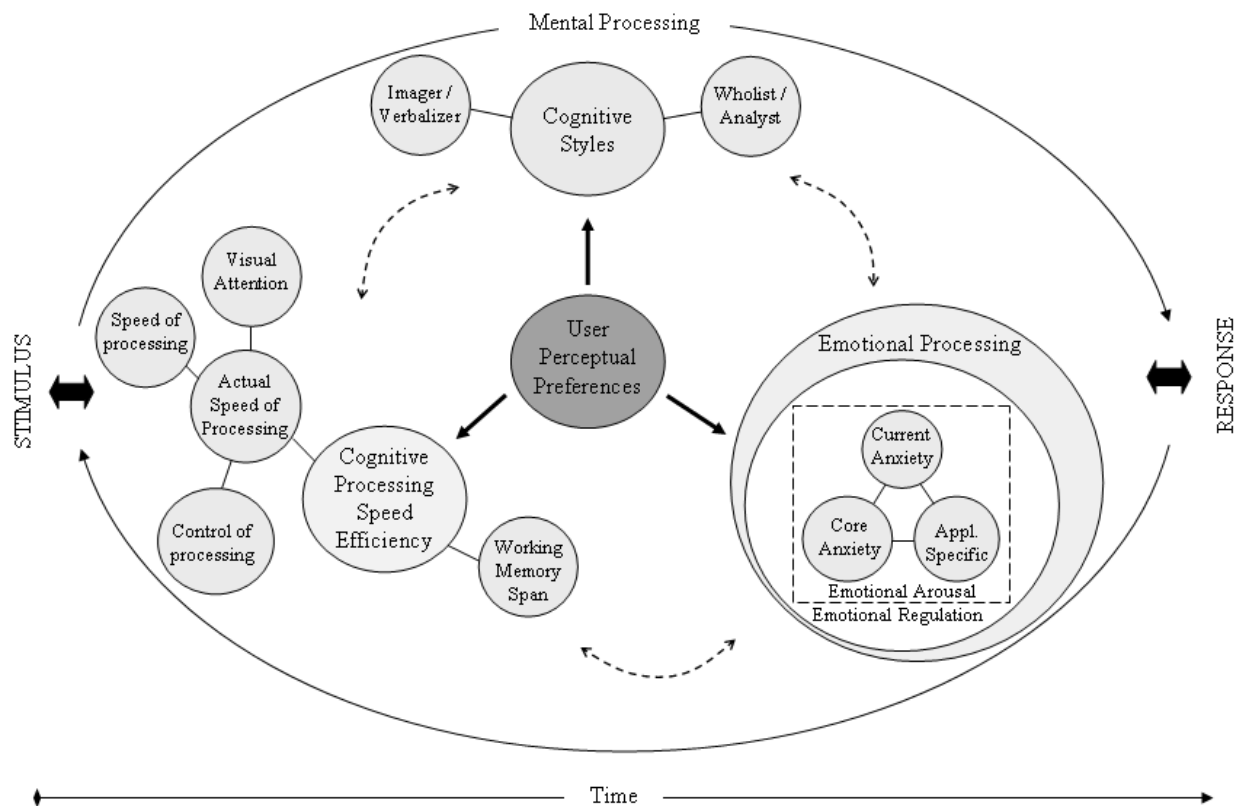 Mental Processing
Imager /
Verbalizer
Cognitive
Styles
Wholist /
Analyst
Visual
Attention
Speed of
processing
Actual
Speed of
Processing
Control of
processing
Cognitive
Processing
Speed
Efficiency
Working
Memory
Span
User
Perceptual
Preferences
Emotional Processing
Current
Anxiety
Core
Anxiety
Appl.
Specific
Emotional Arousal
Emotional Regulation
STIMULUS
RESPONSE
Time